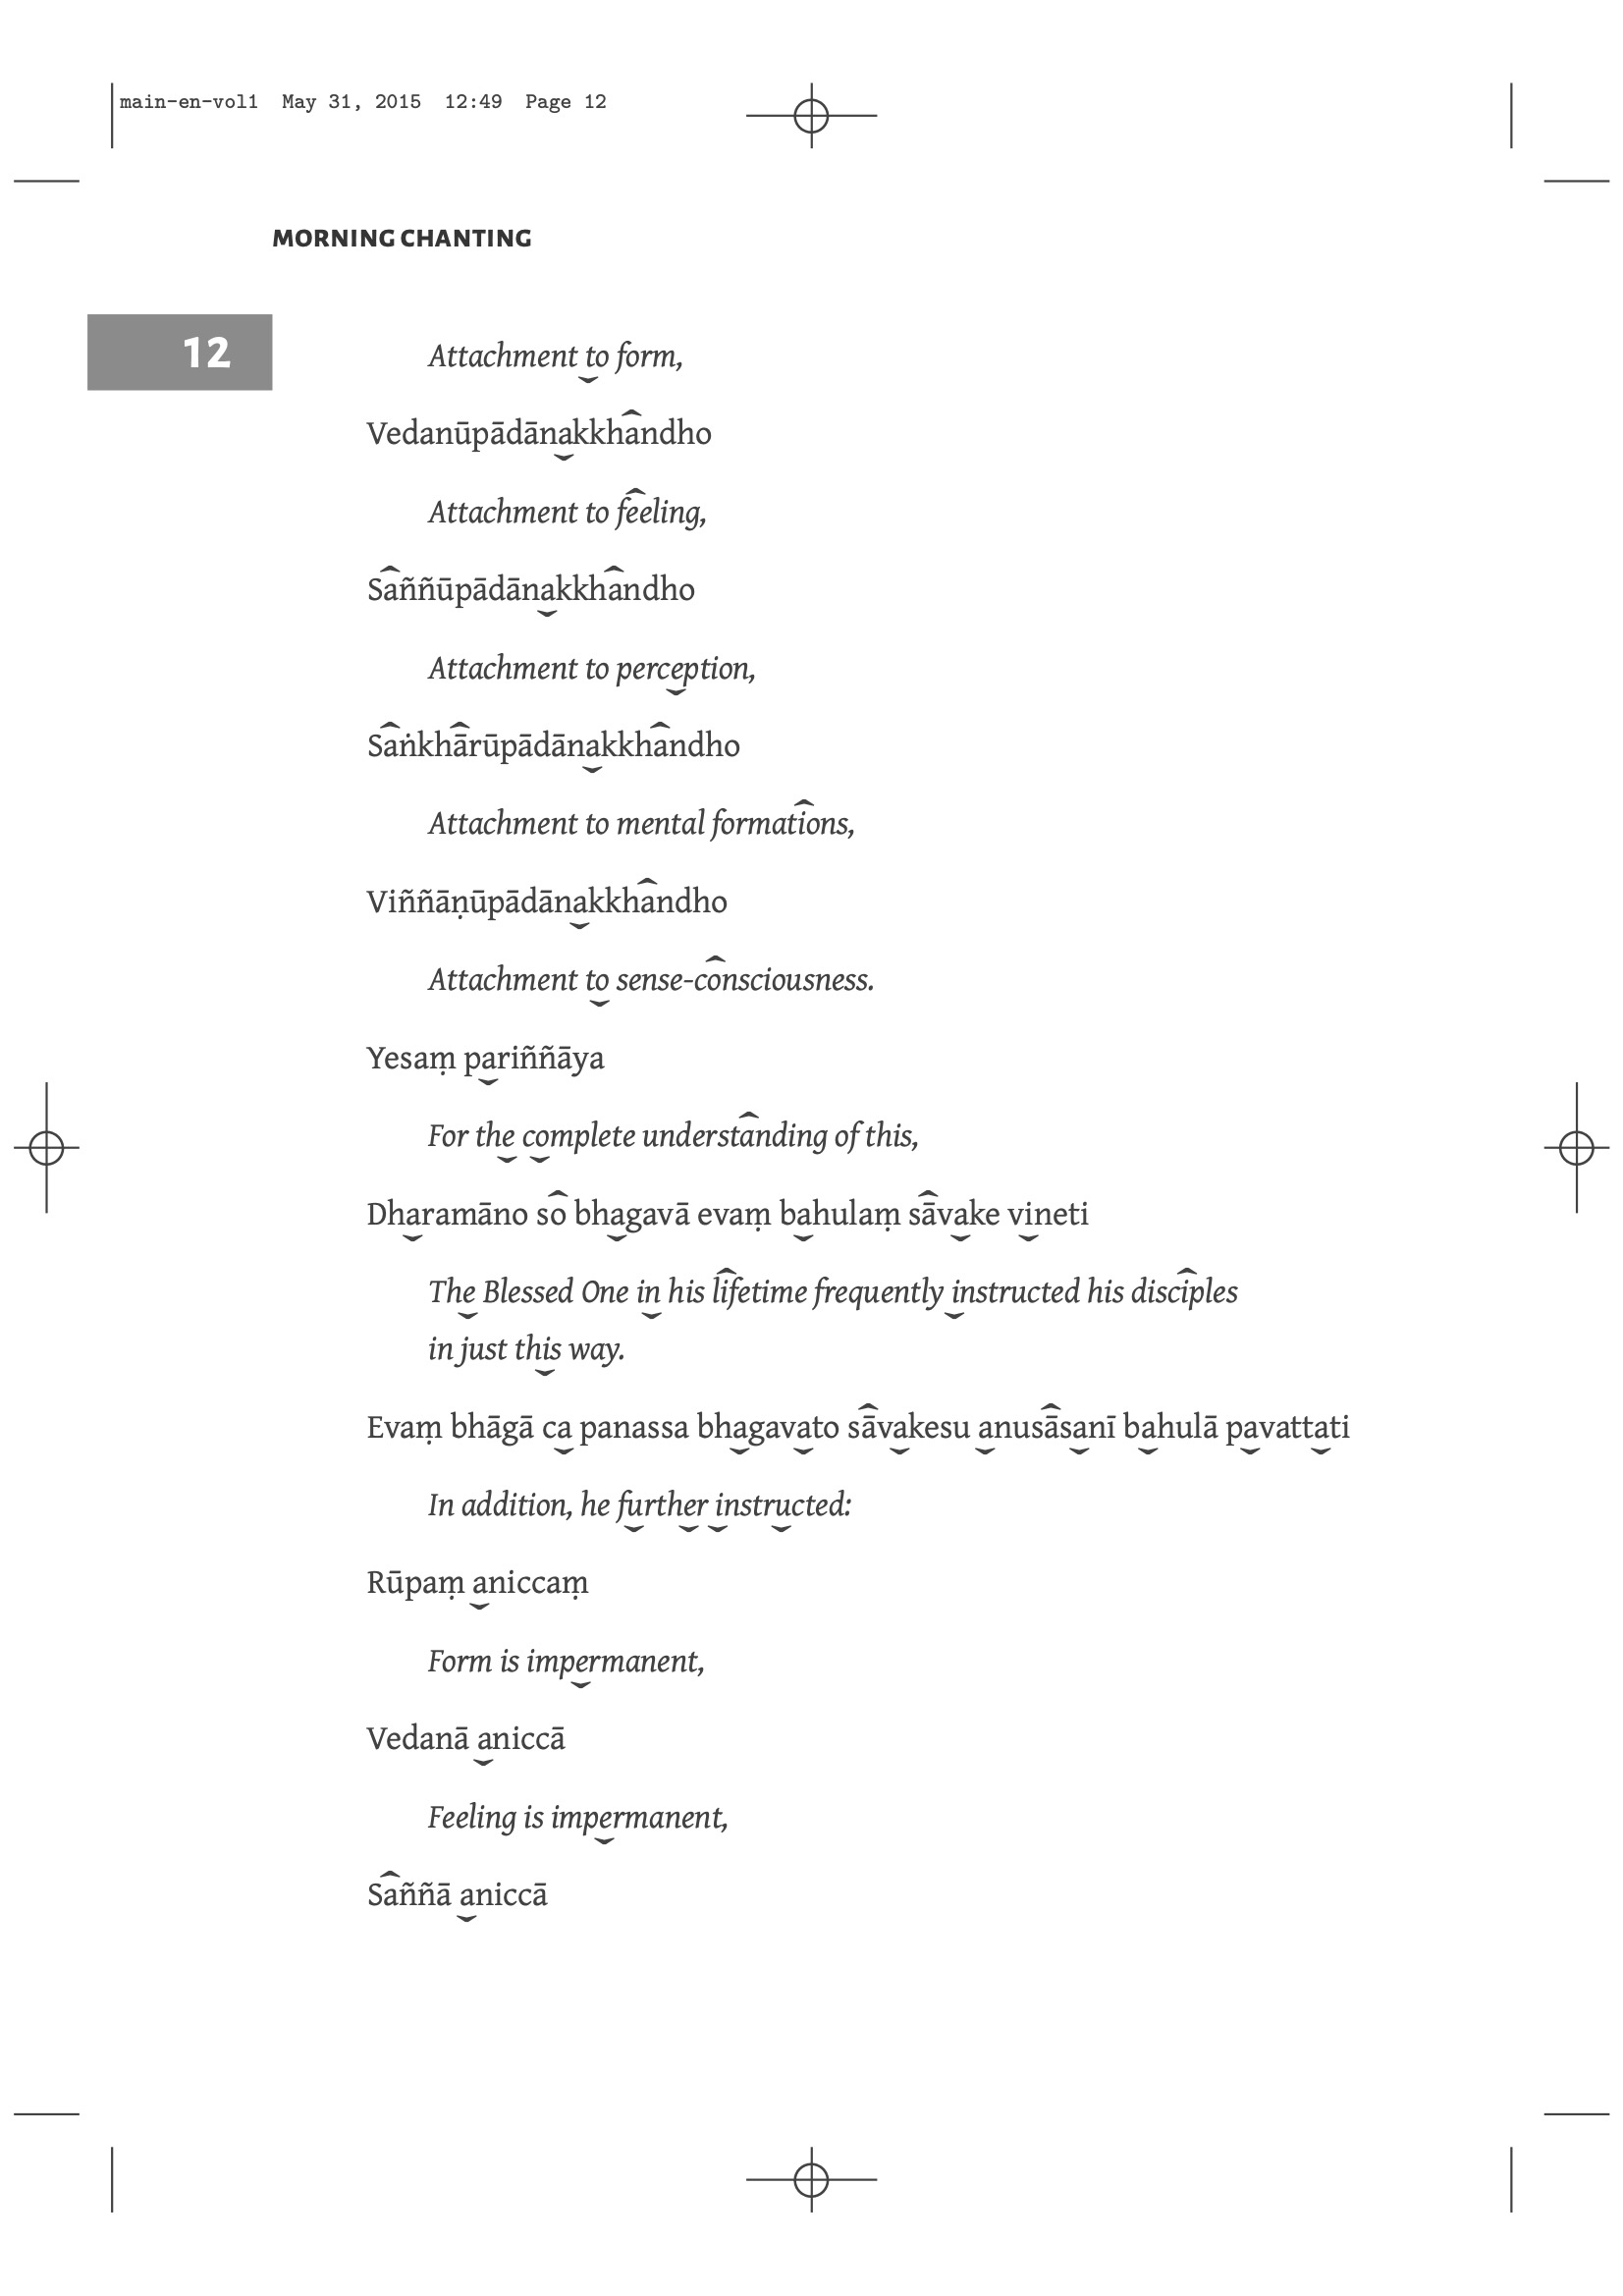 main-en-vol1 May 31, 2015 12:49 Page 12
MORNING CHANTING
12
Attachment to form,
Vedanūpādānakkhandho
Attachment to feeling,
Saññūpādānakkhandho
Attachment to perception,
Saṅkhārūpādānakkhandho
Attachment to mental formations,
Viññāṇūpādānakkhandho
Attachment to sense-consciousness.
Yesaṃ pariññāya
For the complete understanding of this,
Dharamāno so bhagavā evaṃ bahulaṃ sāvake vineti
The Blessed One in his lifetime frequently instructed his disciples
in just this way.
Evaṃ bhāgā ca panassa bhagavato sāvakesu anusāsanī bahulā pavattati
In addition, he further instructed:
Rūpaṃ aniccaṃ
Form is impermanent,
Vedanā aniccā
Feeling is impermanent,
Saññā aniccā